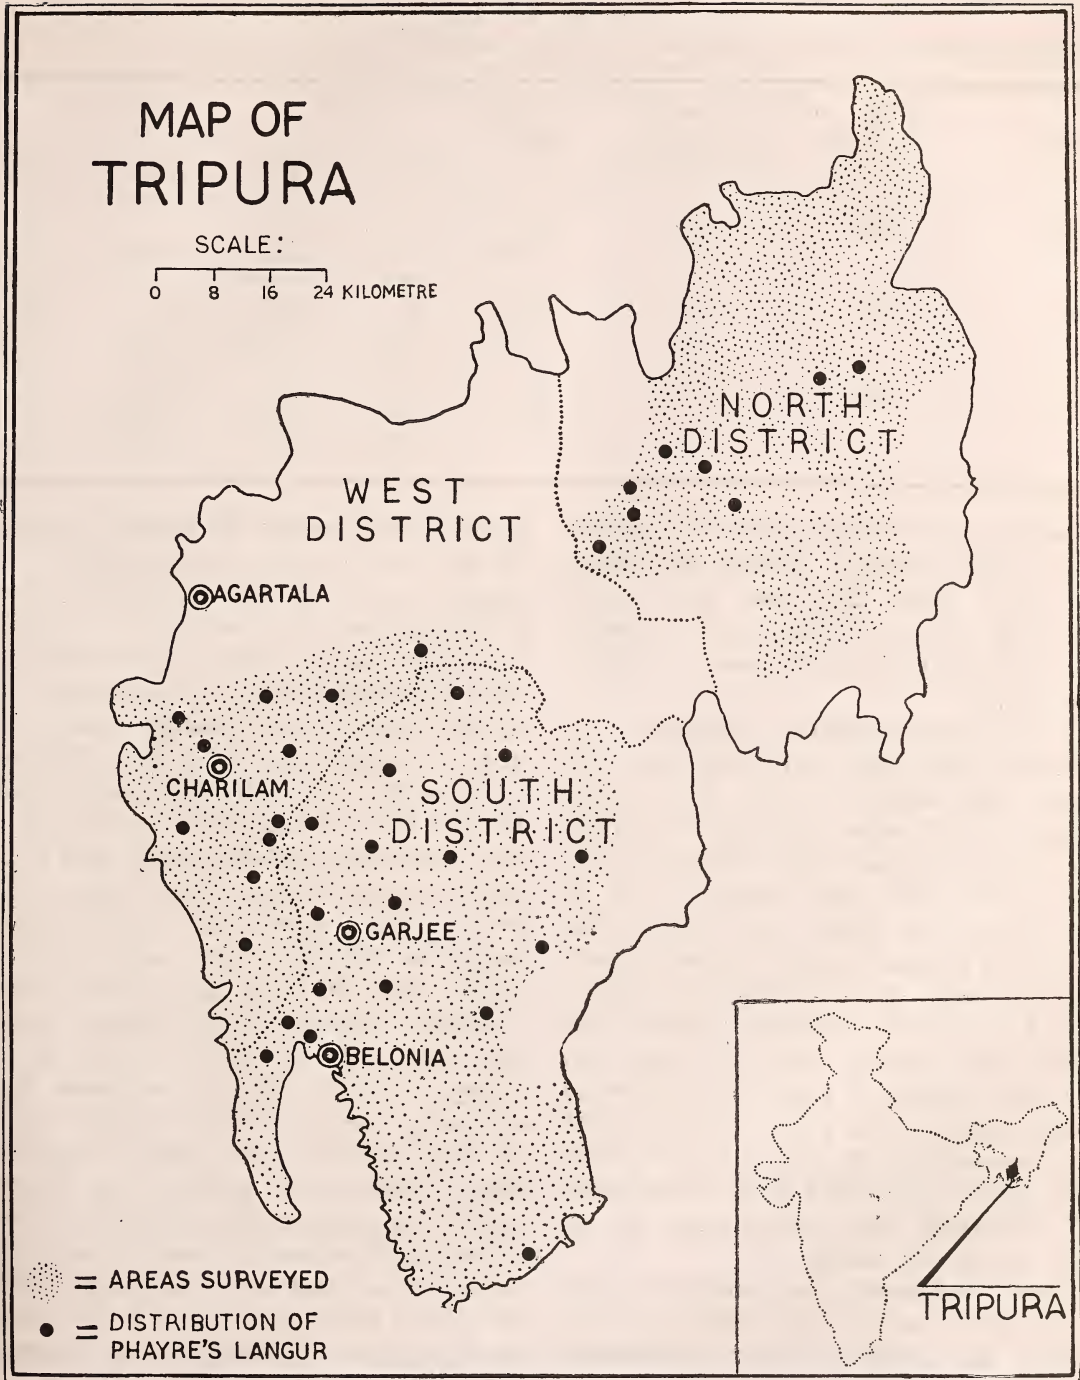 MAP OF
TRIPURA
SCALE:
0 8 16 24 KILOMETRE
NORTH
DISTRICT
WEST
DISTRICT
AGARTALA
CHARILAM
SOUTH
DISTRICT
GARJEE
BELONIA
= AREAS SURVEYED
= DISTRIBUTION OF
PHAYRE'S LANGUR
TRIPURA